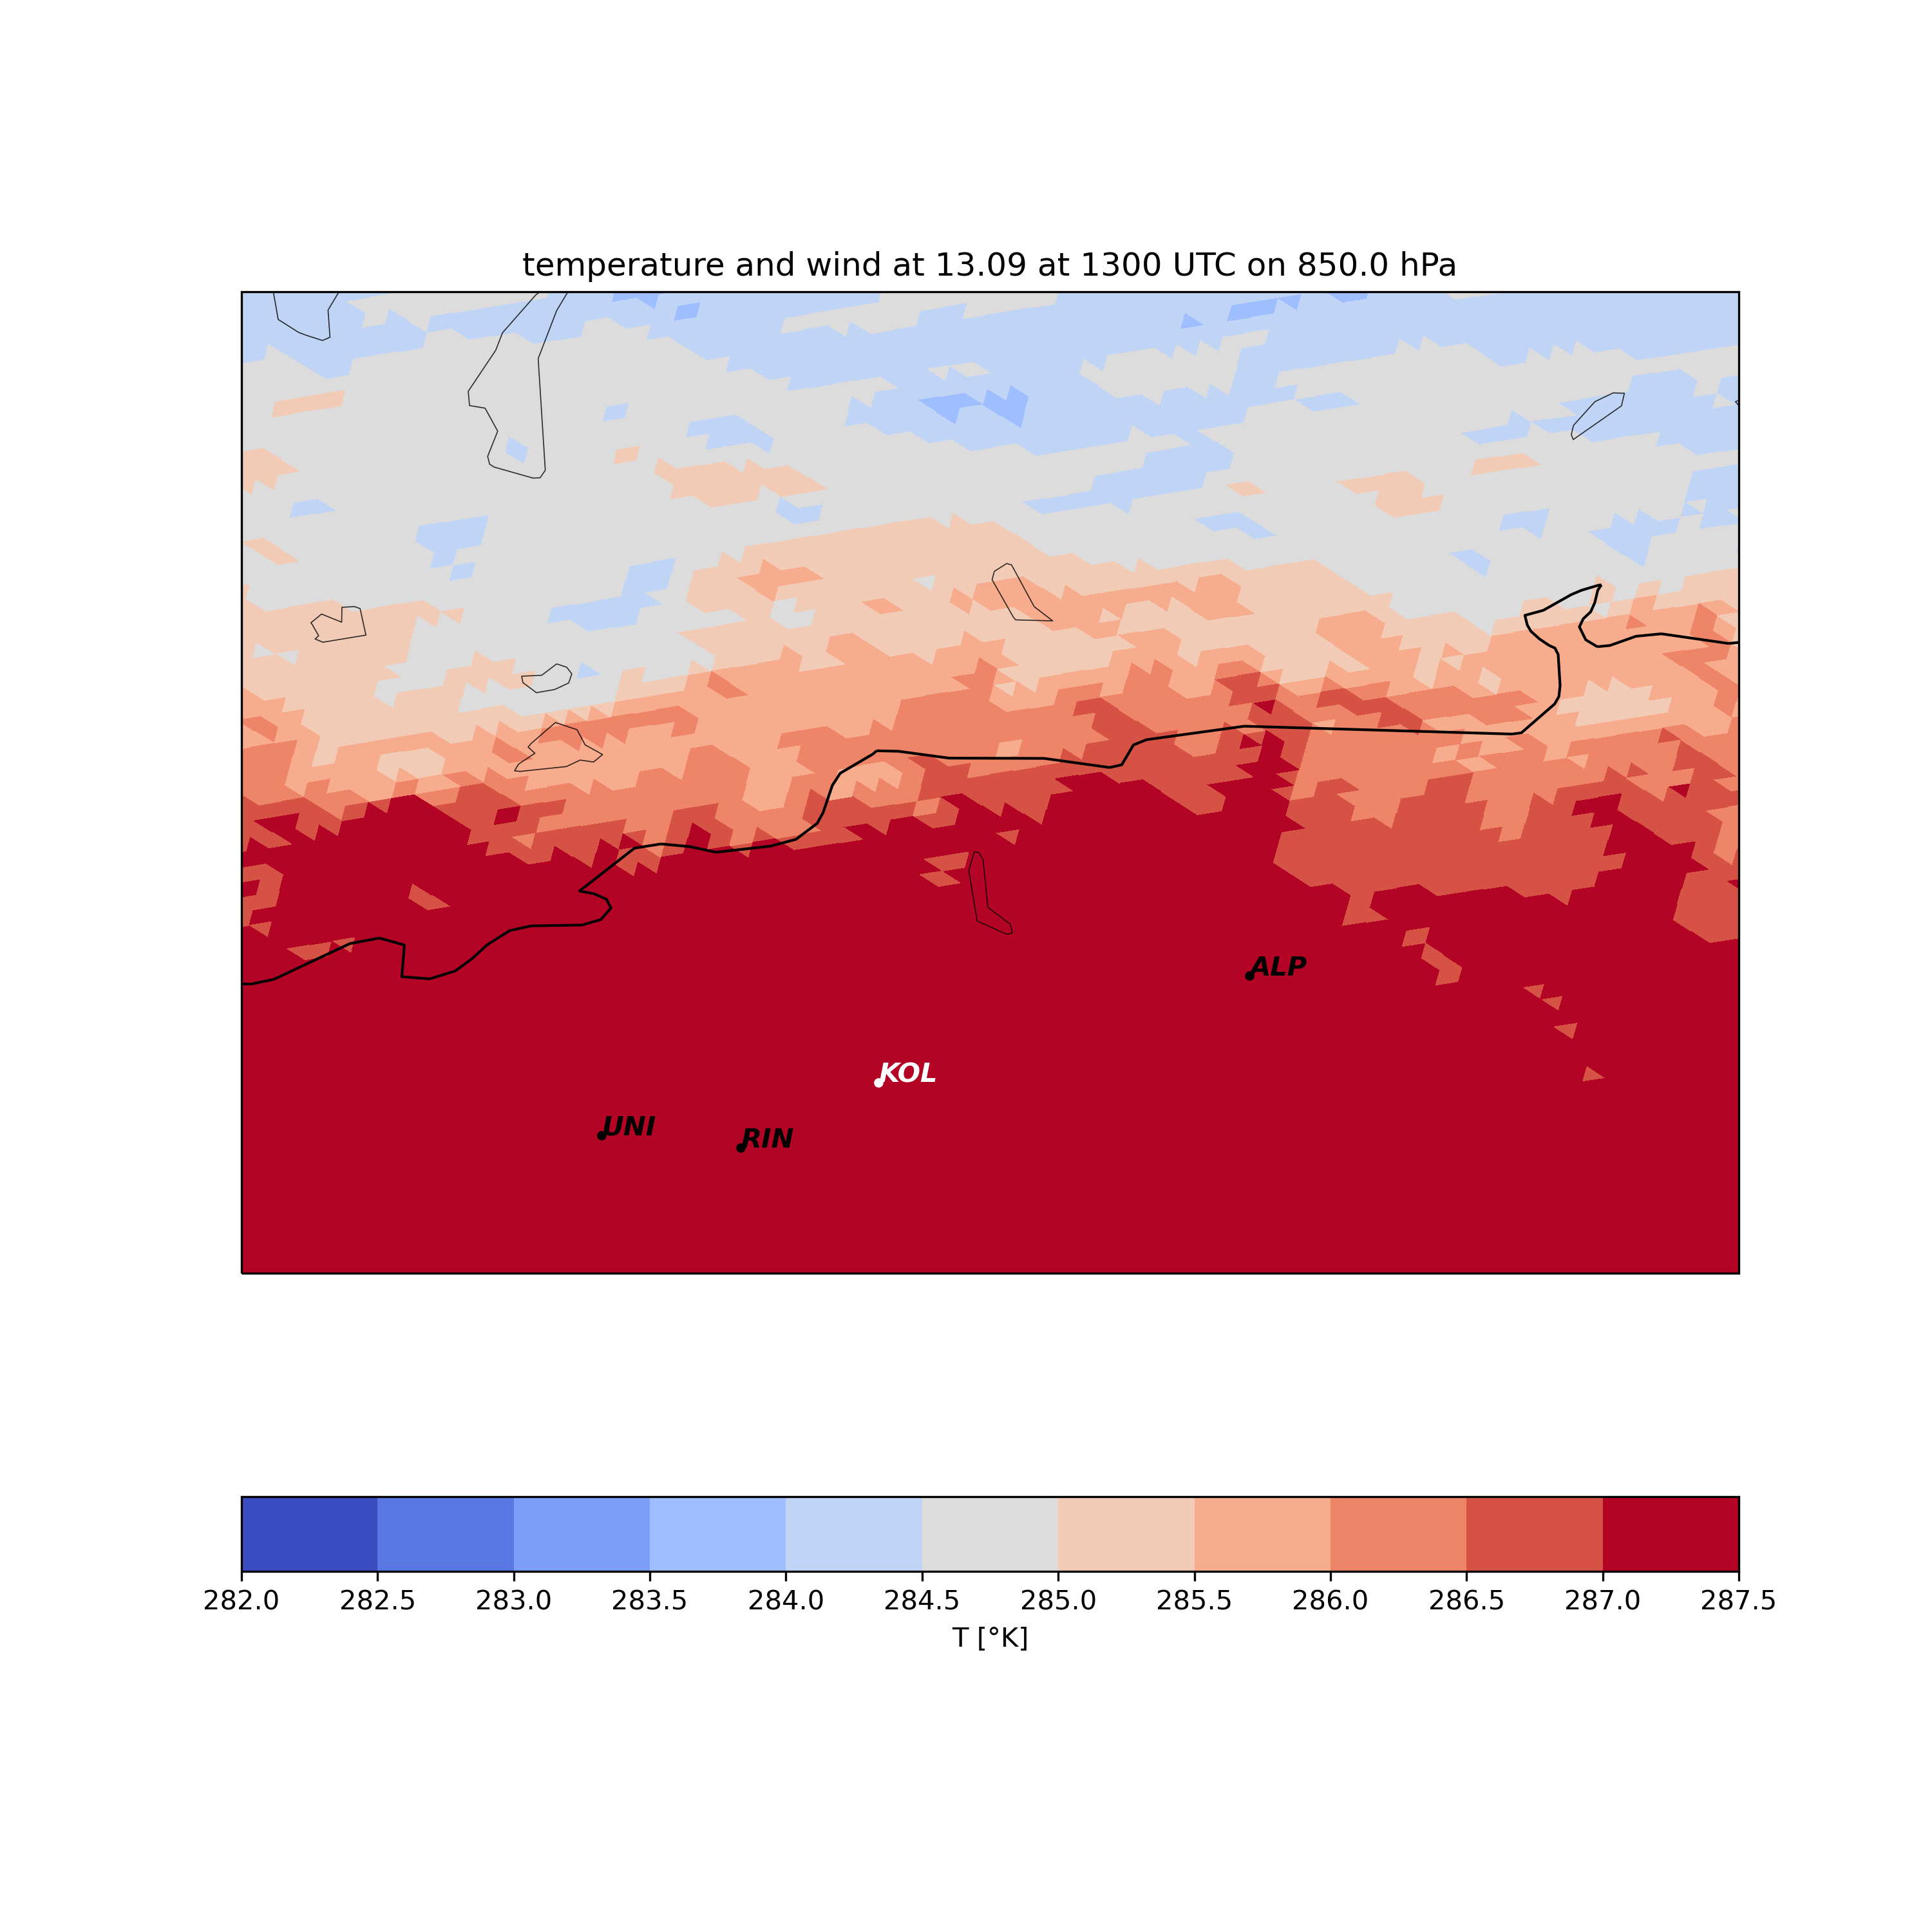 temperature and wind at 13.09 at 1300 UTC on 850.0 hPa
ALP
KOL
UNI
RIN
282.0 282.5 283.0 283.5 284.0 284.5 285.0 285.5 286.0 286.5 287.0 287.5
T [°K]